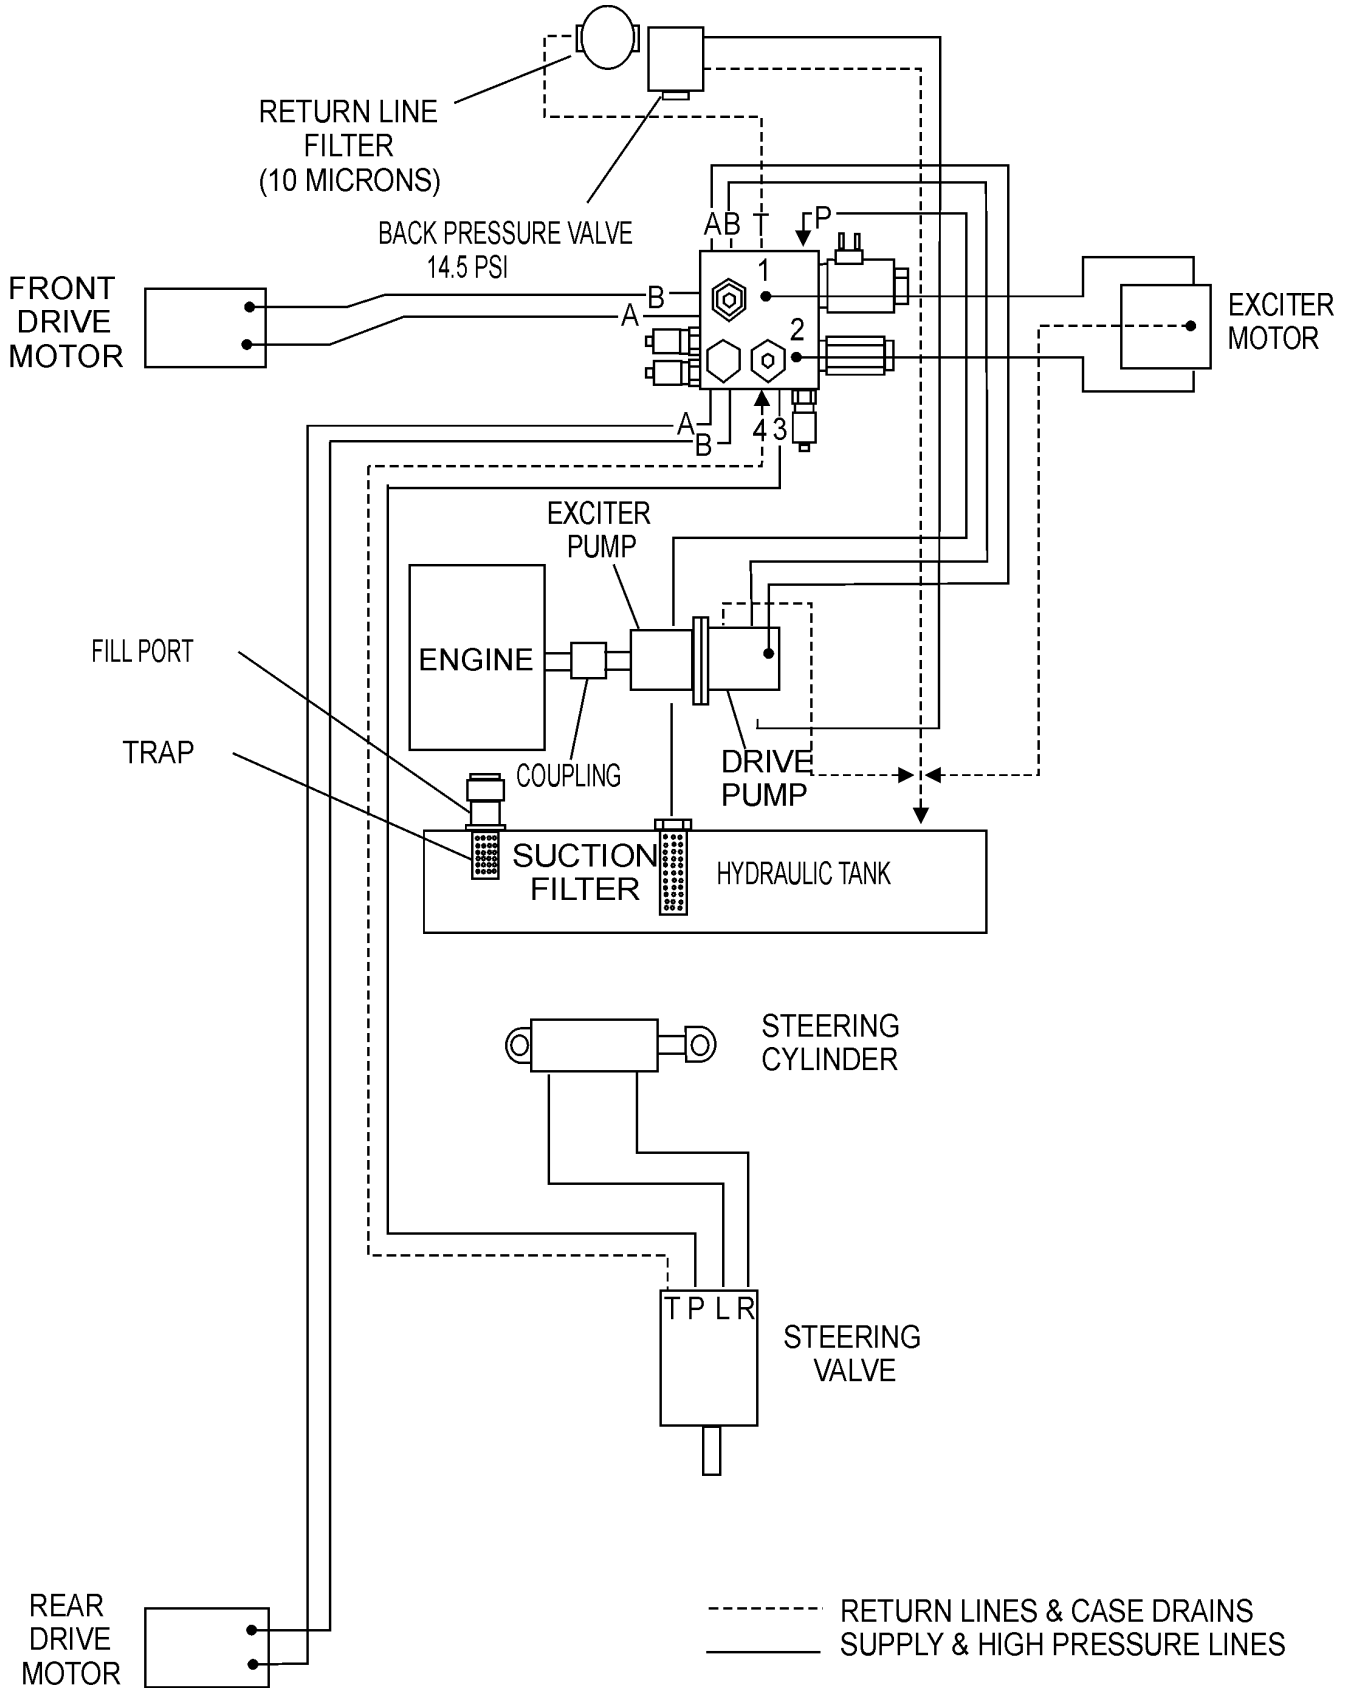 RETURN LINE
FILTER
(10 MICRONS)
BACK PRESSURE VALVE
14.5 PSI
A B T P
1
FRONT
DRIVE
MOTOR
B
A
2
EXCITER
MOTOR
A
B
4 3
EXCITER
PUMP
FILL PORT
ENGINE
TRAP
COUPLING
DRIVE
PUMP
SUCTION
FILTER
HYDRAULIC TANK
STEERING
CYLINDER
T P L R
STEERING
VALVE
REAR
DRIVE
MOTOR
RETURN LINES & CASE DRAINS
SUPPLY & HIGH PRESSURE LINES